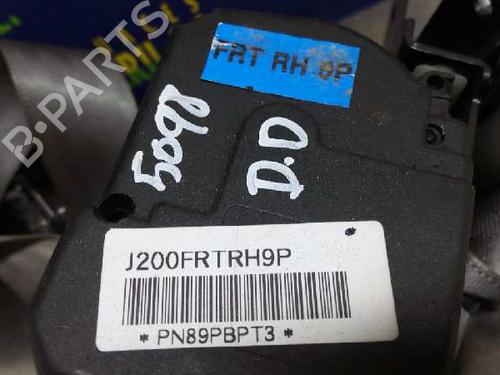 FRT RH 9P
5098
D.D
J200FRTRH9P
*PN89PBPT3*
B-PARTS